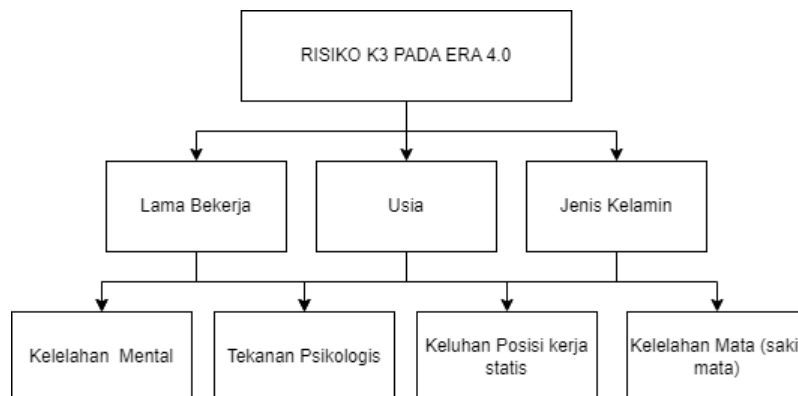 RISIKO K3 PADA ERA 4.0
Lama Bekerja
Usia
Jenis Kelamin
Kelelahan Mental
Tekanan Psikologis
Keluhan Posisi kerja
statis
Kelelahan Mata (saki
mata)